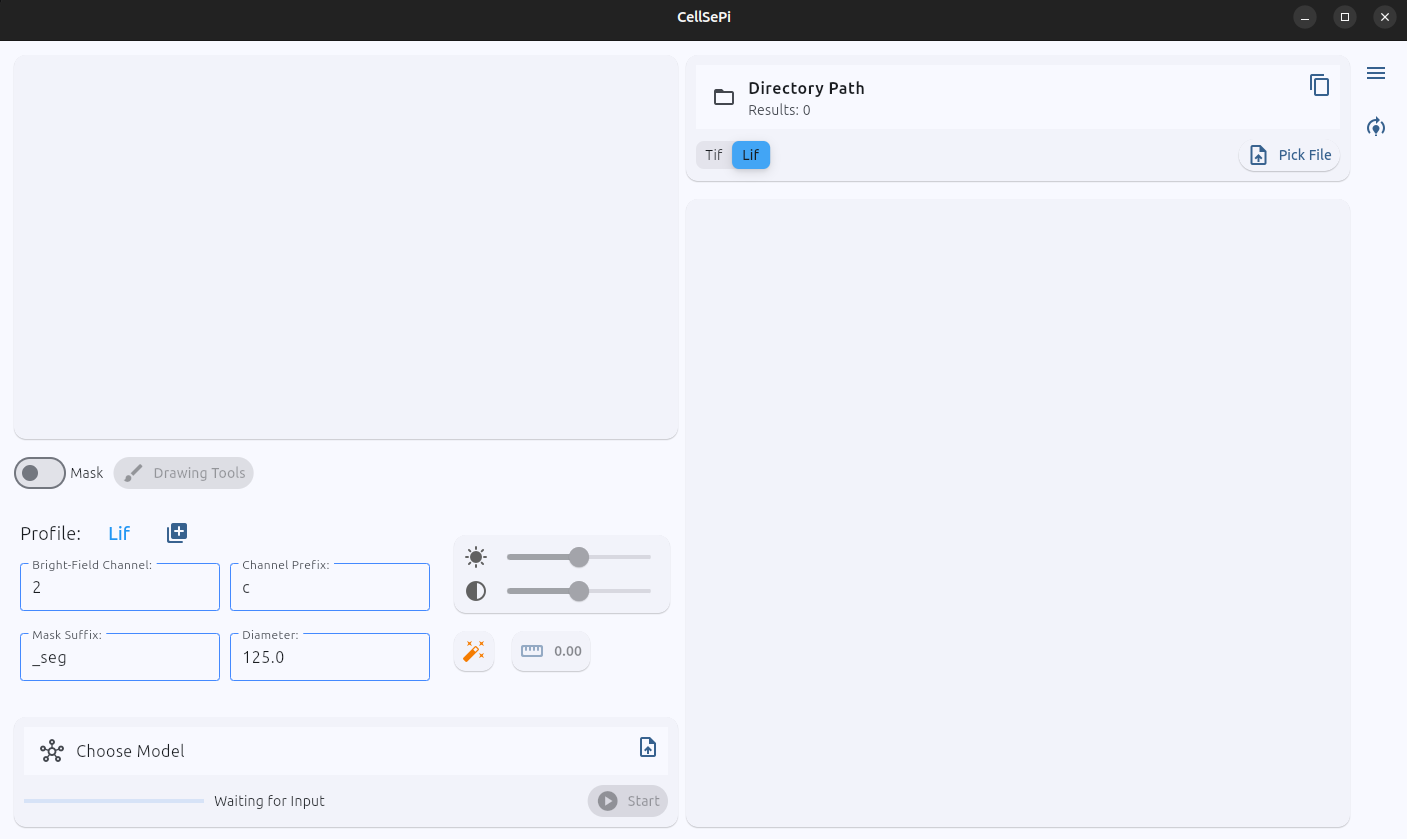 CellSePi
Directory Path
Results: 0
Tif Lif
Pick File
Mask
Drawing Tools
Profile: Lif
Bright-Field Channel:
2
Channel Prefix:
c
Mask Suffix:
_seg
Diameter:
125.0
0.00
Choose Model
Waiting for Input
Start